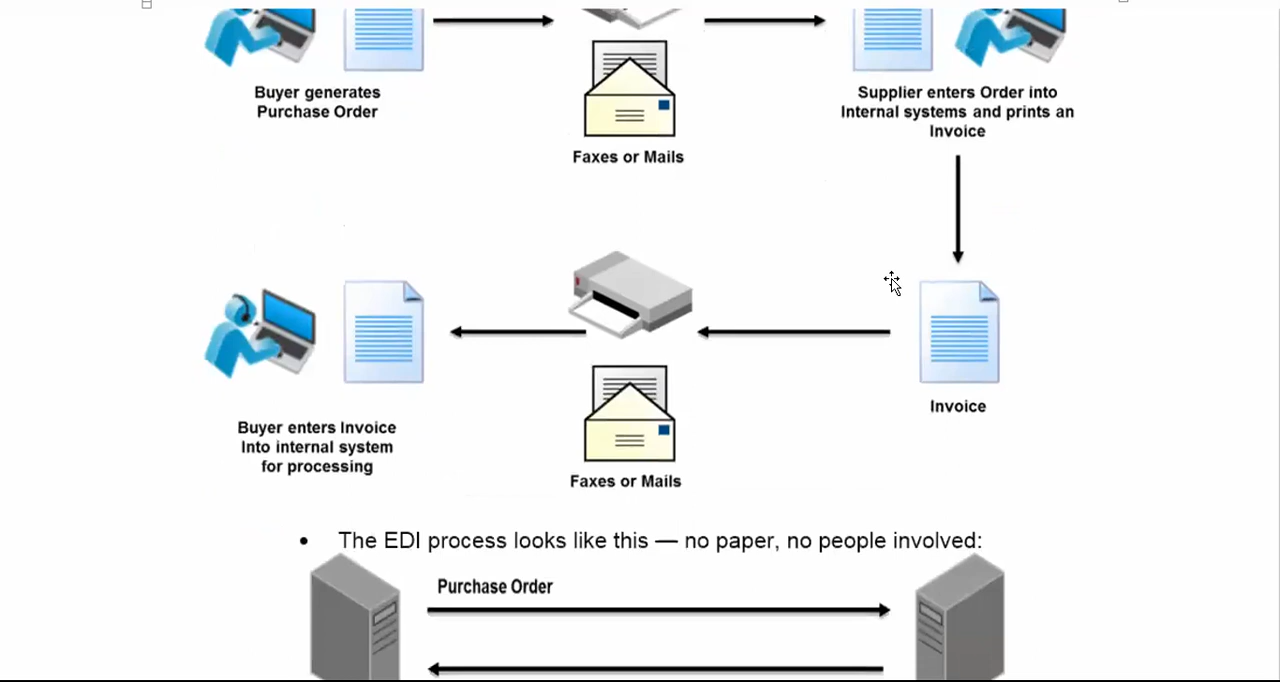 Buyer generates
Purchase Order
Faxes or Mails
Supplier enters Order into
Internal systems and prints an
Invoice
Invoice
Faxes or Mails
Buyer enters Invoice
Into internal system
for processing
• The EDI process looks like this — no paper, no people involved:
Purchase Order